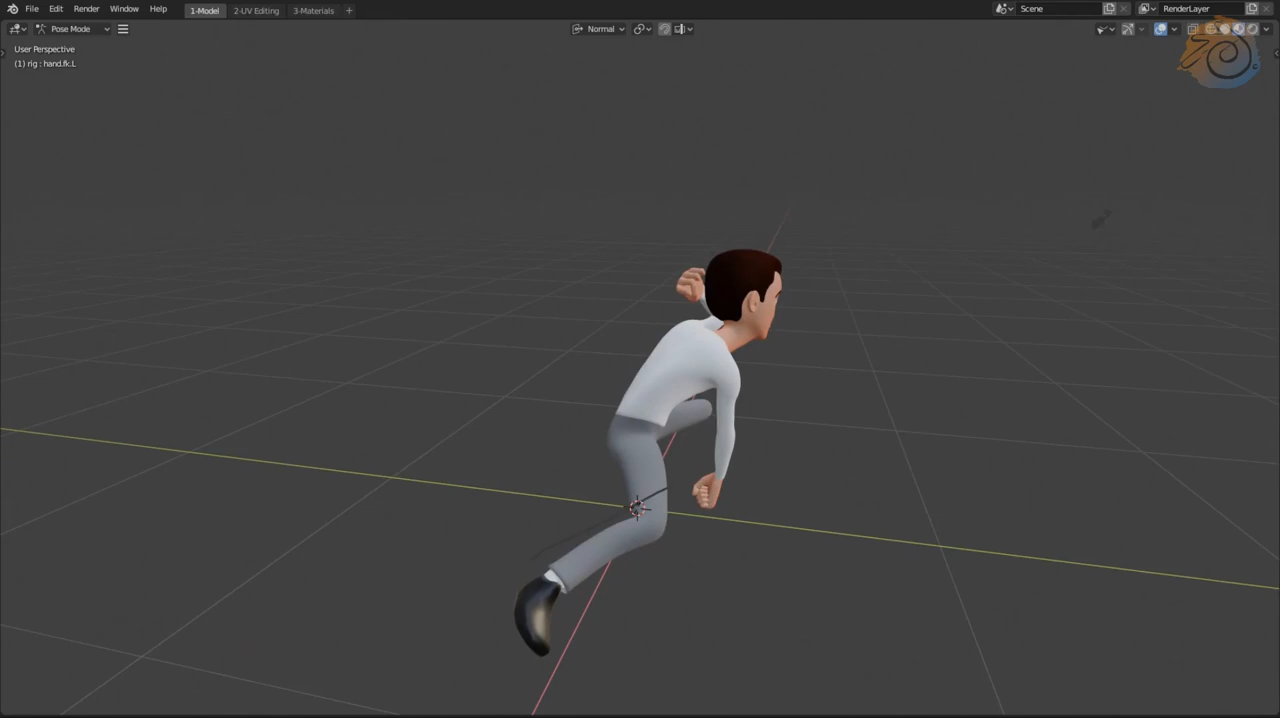 File Edit Render Window Help 1-Model 2-UV Editing 3-Materials + Scene RenderLayer
Pose Mode Normal
User Perspective
(1) rig : hand.fk.L